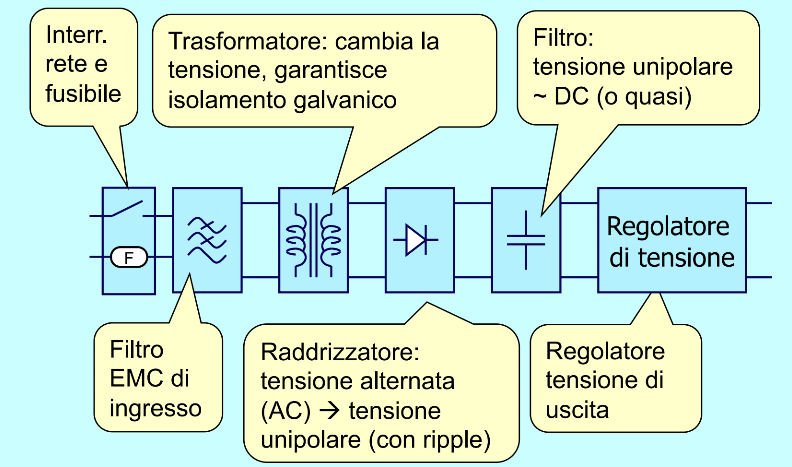 Interr.
rete e
fusibile
Trasformatore: cambia la
tensione, garantisce
isolamento galvanico
Filtro:
tensione unipolare
~ DC (o quasi)
F
Regolatore
di tensione
Filtro
EMC di
ingresso
Raddrizzatore:
tensione alternata
(AC) → tensione
unipolare (con ripple)
Regolatore
tensione di
uscita